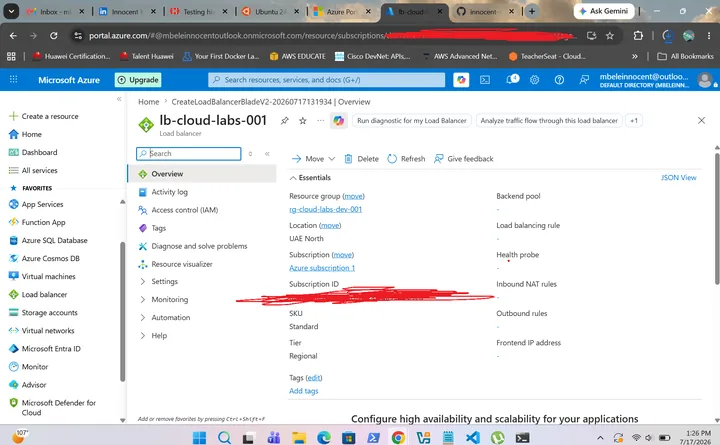 Inbox - m
Innocent
Testing hi
Ubuntu 24
Azure Port
lb-cloud-
Innocent
Ask Gemini
portal.azure.com/#@mbeleinnocentoutlook.onmicrosoft.com/resource/subscriptions/
Huawei Certification...
Talent Huawei
Your First Docker La...
AWS EDUCATE
Cisco DevNet: APIs,...
AWS Advanced Net...
TeacherSeat - Cloud...
All Bookmarks
Microsoft Azure
Upgrade
Search resources, services, and docs (G+/)
mbeleinnocent@outloo...
DEFAULT DIRECTORY (MBELEIN...
Create a resource
Home
Dashboard
All services
FAVORITES
App Services
Function App
Azure SQL Database
Azure Cosmos DB
Virtual machines
Load balancer
Storage accounts
Virtual networks
Microsoft Entra ID
Monitor
Advisor
Microsoft Defender for
Cloud
Home > CreateLoadBalancerBladeV2-20260717131934 | Overview >
lb-cloud-labs-001
Load balancer
Run diagnostic for my Load Balancer
Analyze traffic flow through this load balancer
+1
Search
Overview
Activity log
Access control (IAM)
Tags
Diagnose and solve problems
Resource visualizer
Settings
Monitoring
Automation
Help
Add or remove favorites by pressing Ctrl+Shift+F
Move
Delete
Refresh
Give feedback
Essentials
JSON View
Resource group (move)
rg-cloud-labs-dev-001
Location (move)
UAE North
Subscription (move)
Azure subscription 1
Subscription ID
SKU
Standard
Tier
Regional
Tags (edit)
Add tags
Backend pool
-
Load balancing rule
-
Health probe
-
Inbound NAT rules
-
Outbound rules
-
Frontend IP address
-
Configure high availability and scalability for your applications
107°
Search
1:26 PM
7/17/2026